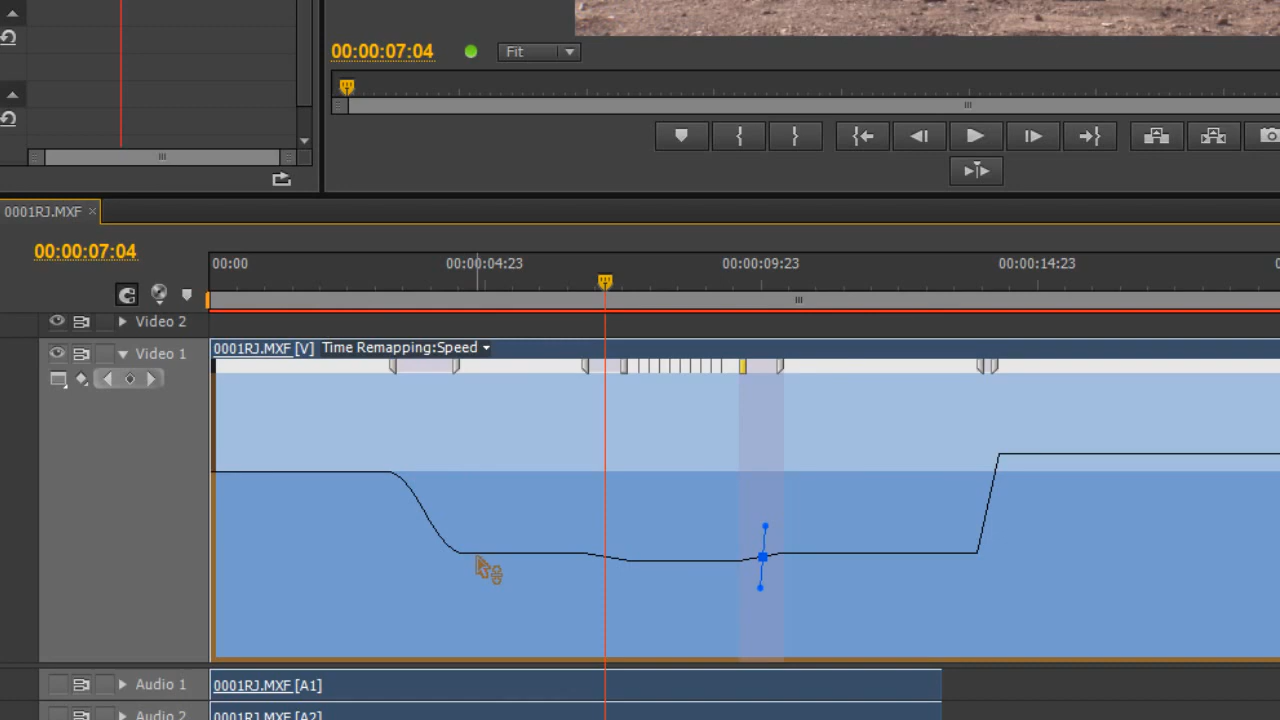 00:00:07:04
Fit
0001RJ.MXF
00:00:07:04
00:00
00:00:04:23
00:00:09:23
00:00:14:23
Video 2
Video 1
0001RJ.MXF [V] Time Remapping:Speed
Audio 1
0001RJ.MXF [A1]
Audio 2
0001RJ.MXF [A2]